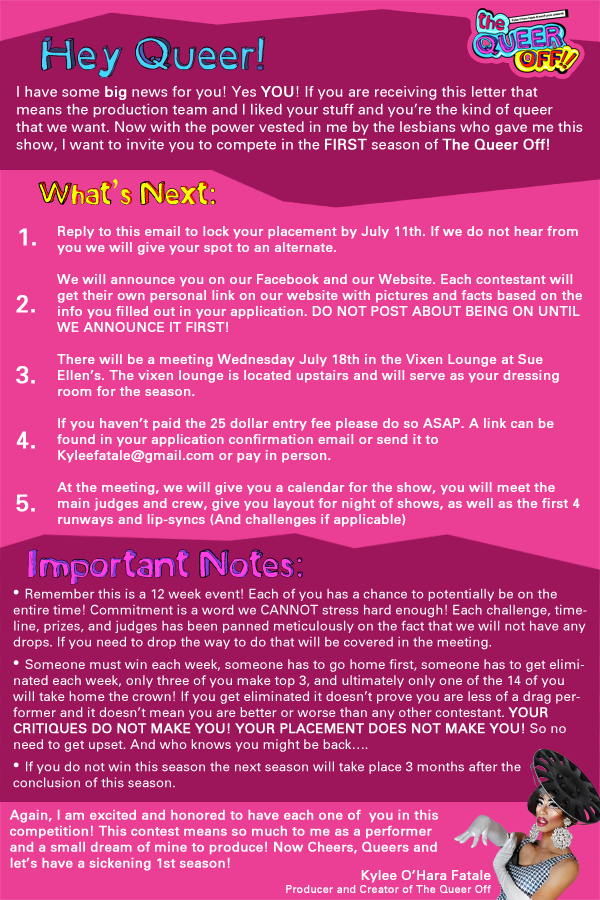 the
QUEER
OFF!!
Hey Queer!
I have some big news for you! Yes YOU! If you are receiving this letter that
means the production team and I liked your stuff and you're the kind of queer
that we want. Now with the power vested in me by the lesbians who gave me this
show, I want to invite you to compete in the FIRST season of The Queer Off!
What's Next:
1. Reply to this email to lock your placement by July 11th. If we do not hear from
you we will give your spot to an alternate.
2. We will announce you on our Facebook and our Website. Each contestant will
get their own personal link on our website with pictures and facts based on the
info you filled out in your application. DO NOT POST ABOUT BEING ON UNTIL
WE ANNOUNCE IT FIRST!
3. There will be a meeting Wednesday July 18th in the Vixen Lounge at Sue
Ellen's. The vixen lounge is located upstairs and will serve as your dressing
room for the season.
4. If you haven't paid the 25 dollar entry fee please do so ASAP. A link can be
found in your application confirmation email or send it to
Kyleefatale@gmail.com or pay in person.
5. At the meeting, we will give you a calendar for the show, you will meet the
main judges and crew, give you layout for night of shows, as well as the first 4
runways and lip-syncs (And challenges if applicable)
Important Notes:
• Remember this is a 12 week event! Each of you has a chance to potentially be on the
entire time! Commitment is a word we CANNOT stress hard enough! Each challenge, time-
line, prizes, and judges has been panned meticulously on the fact that we will not have any
drops. If you need to drop the way to do that will be covered in the meeting.
• Someone must win each week, someone has to go home first, someone has to get elimi-
nated each week, only three of you make top 3, and ultimately only one of the 14 of you
will take home the crown! If you get eliminated it doesn't prove you are less of a drag per-
former and it doesn't mean you are better or worse than any other contestant. YOUR
CRITIQUES DO NOT MAKE YOU! YOUR PLACEMENT DOES NOT MAKE YOU! So no
need to get upset. And who knows you might be back....
• If you do not win this season the next season will take place 3 months after the
conclusion of this season.
Again, I am excited and honored to have each one of you in this
competition! This contest means so much to me as a performer
and a small dream of mine to produce! Now Cheers, Queers and
let's have a sickening 1st season!
Kylee O'Hara Fatale
Producer and Creator of The Queer Off